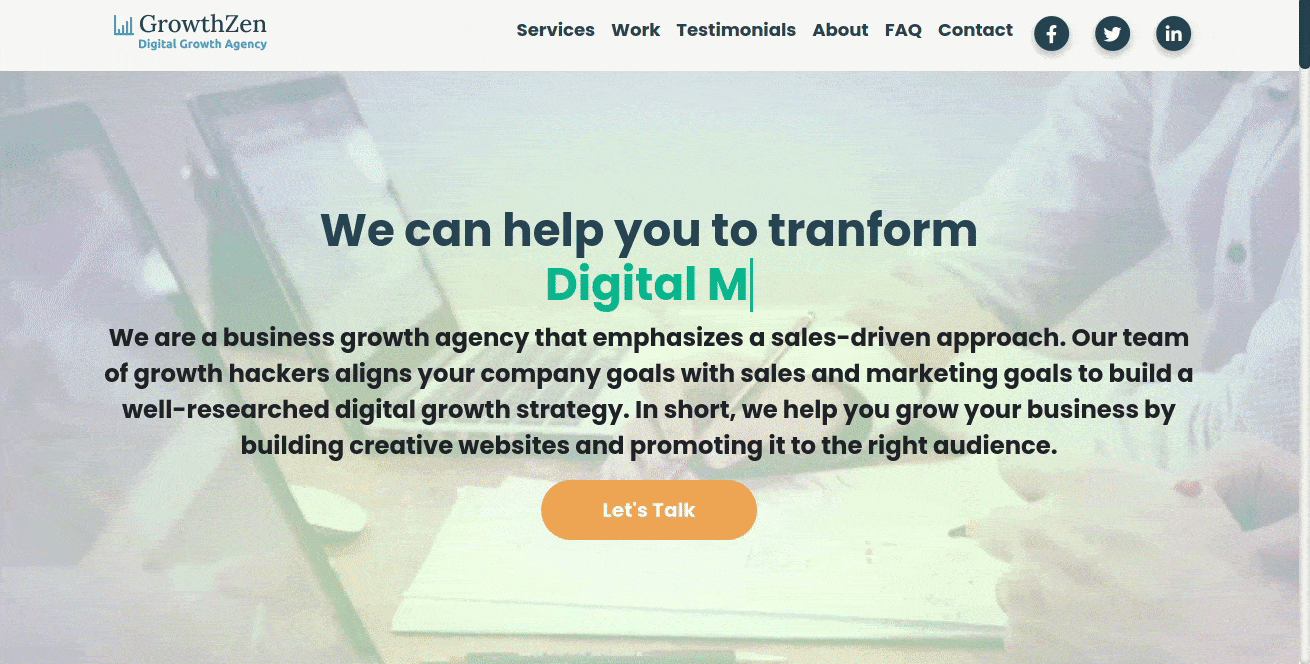 GrowthZen
Digital Growth Agency
Services Work Testimonials About FAQ Contact
We can help you to tranform
Digital M
We are a business growth agency that emphasizes a sales-driven approach. Our team
of growth hackers aligns your company goals with sales and marketing goals to build a
well-researched digital growth strategy. In short, we help you grow your business by
building creative websites and promoting it to the right audience.
Let's Talk